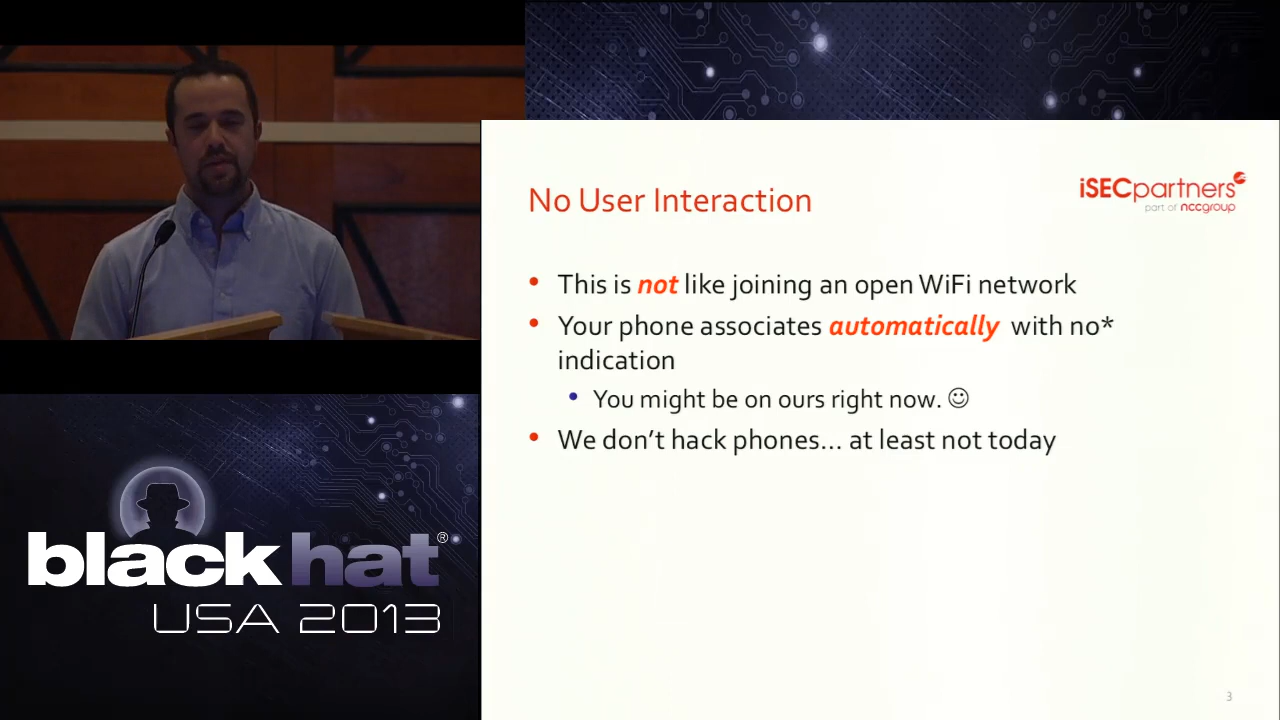 No User Interaction
iSECpartners
part of nccgroup
• This is not like joining an open WiFi network
• Your phone associates automatically with no*
indication
• You might be on ours right now. ☺
• We don't hack phones... at least not today
blackhat®
USA 2013
3